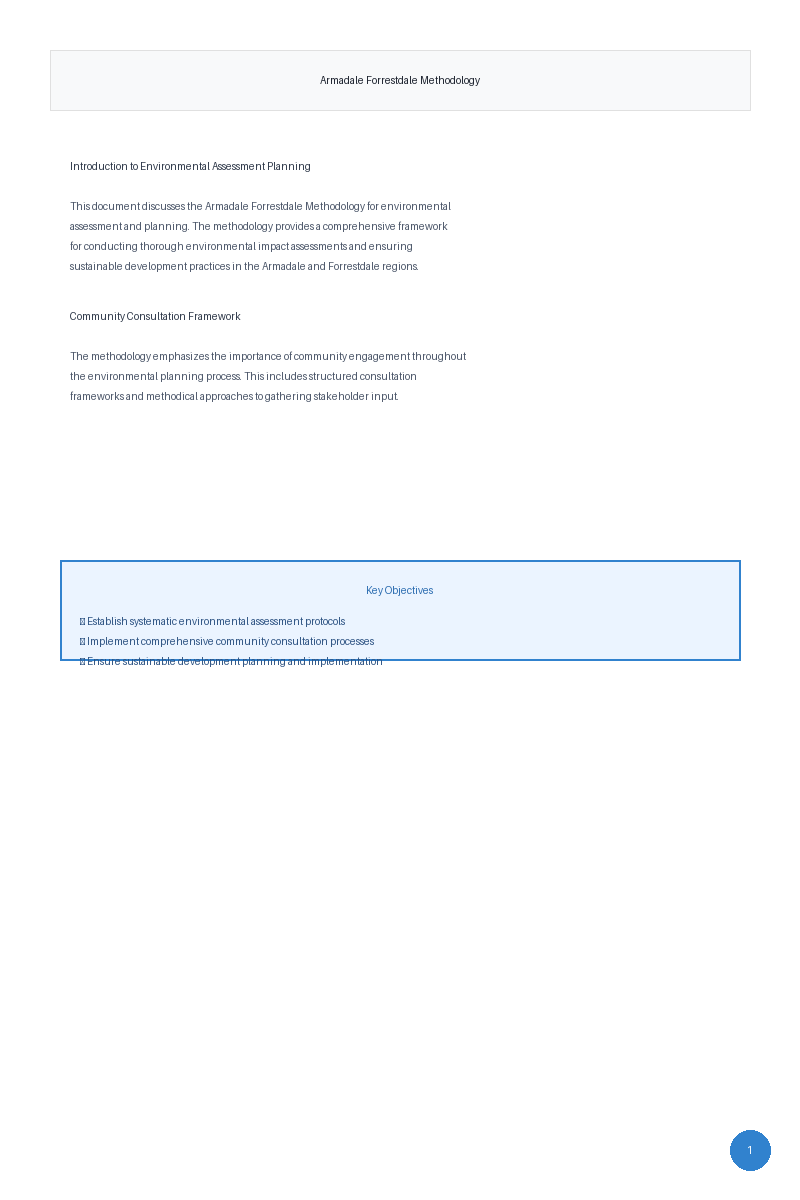 Armadale Forrestdale Methodology
Introduction to Environmental Assessment Planning
This document discusses the Armadale Forrestdale Methodology for environmental
assessment and planning. The methodology provides a comprehensive framework
for conducting thorough environmental impact assessments and ensuring
sustainable development practices in the Armadale and Forrestdale regions.
Community Consultation Framework
The methodology emphasizes the importance of community engagement throughout
the environmental planning process. This includes structured consultation
frameworks and methodical approaches to gathering stakeholder input.
Key Objectives
Establish systematic environmental assessment protocols
Implement comprehensive community consultation processes
Ensure sustainable development planning and implementation
1